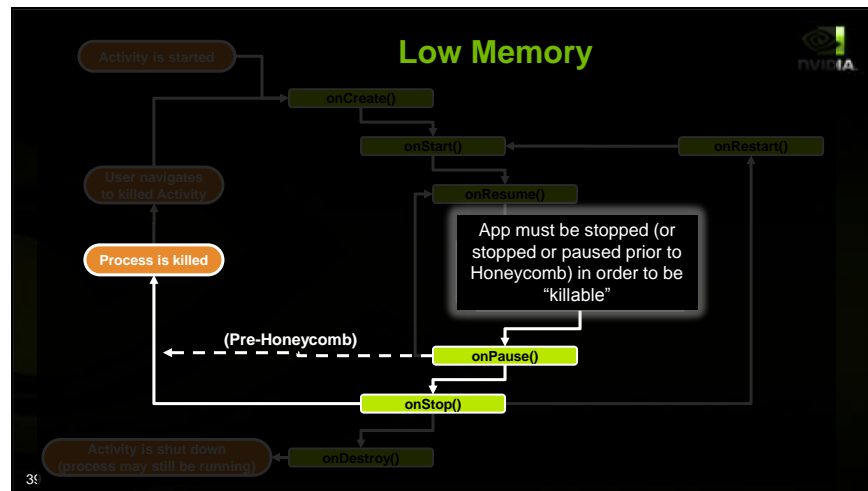 Low Memory
NVIDIA
Activity is started
onCreate()
onStart()
onRestart()
User navigates
to killed Activity
onResume()
App must be stopped (or
stopped or paused prior to
Honeycomb) in order to be
“killable”
Process is killed
(Pre-Honeycomb)
onPause()
onStop()
Activity is shut down
(process may still be running)
onDestroy()
39